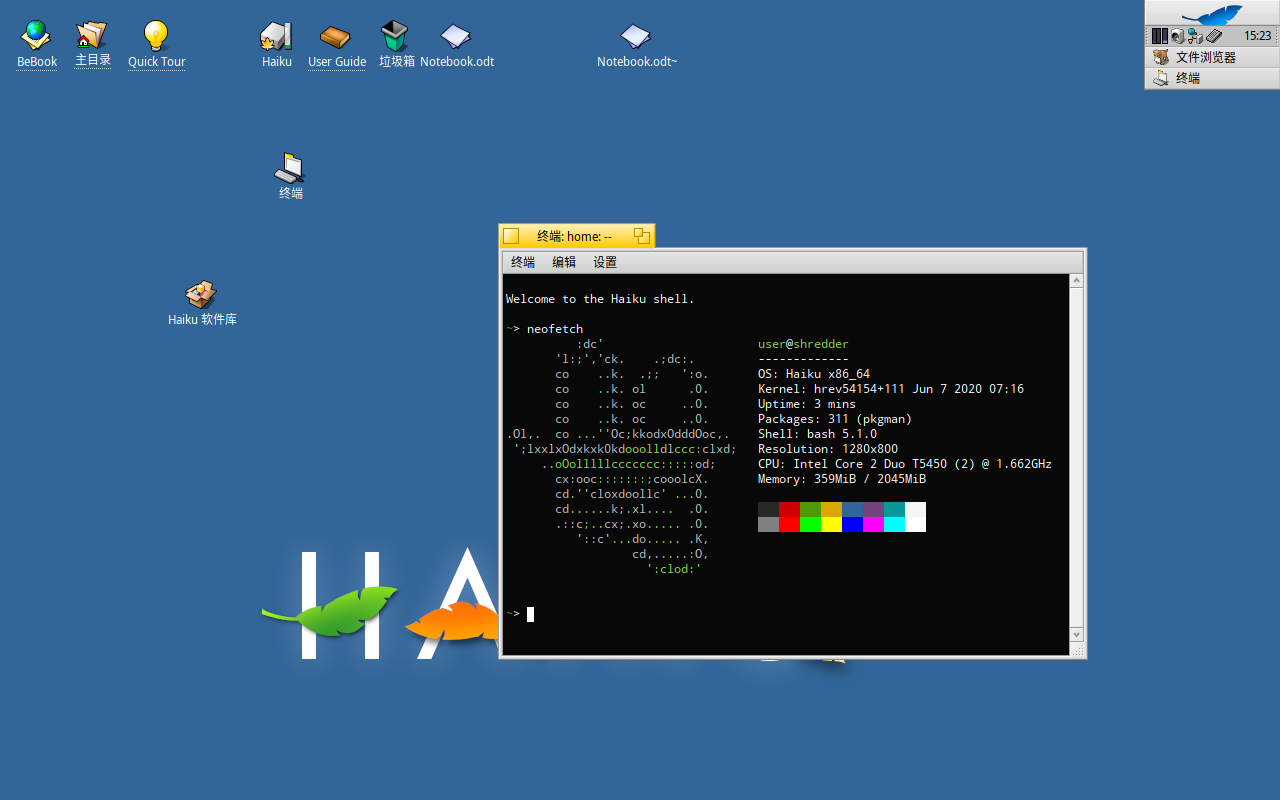 BeBook
主目录
Quick Tour
Haiku
User Guide
垃圾箱
Notebook.odt
Notebook.odt~
15:23
文件浏览器
终端
终端
Haiku 软件库
终端: home: --
终端 编辑 设置
Welcome to the Haiku shell.
~> neofetch
:dc'                      user@shredder
'l:;','ck.    .;dc:.       -------------
co    ..k.  .;;   ':o.     OS: Haiku x86_64
co    ..k. ol      .0.     Kernel: hrev54154+111 Jun 7 2020 07:16
co    ..k. oc     ..0.     Uptime: 3 mins
co    ..k. oc     ..0.     Packages: 311 (pkgman)
.Ol,.  co ...''Oc;kkodxOdddOoc,.    Shell: bash 5.1.0
';lxxlxOdxkxkOkdooolldlccc:clxd;   Resolution: 1280x800
..oOolllllccccccc:::::od;      CPU: Intel Core 2 Duo T5450 (2) @ 1.662GHz
cx:ooc:::::::;cooolcX.       Memory: 359MiB / 2045MiB
cd.''cloxdoollc' ...0.
cd......k;.xl....  .0.
.::c;..cx;.xo..... .0.
'::c'...do..... .K,
cd,.....:O,
':clod:'
~>
HA